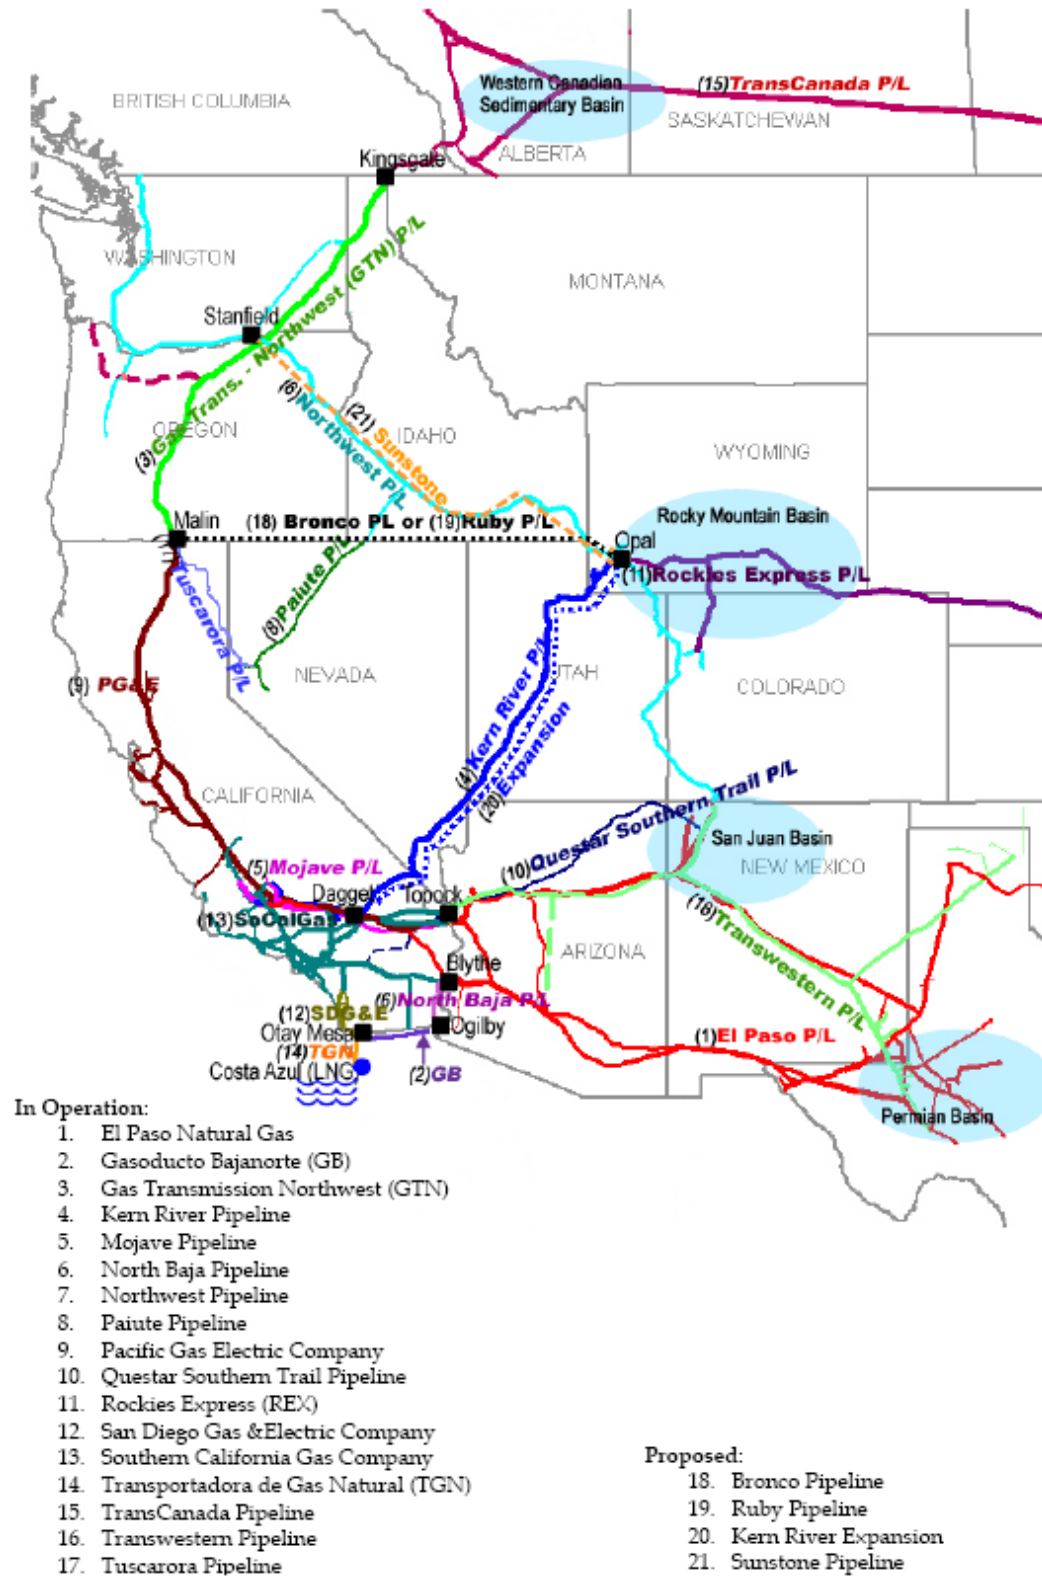 Western Canadian
Sedimentary Basin
(15)TransCanada P/L
BRITISH COLUMBIA
SASKATCHEWAN
ALBERTA
Kingsgate
WASHINGTON
MONTANA
Stanfield
(3)Gas Trans. - Northwest (GTN) P/L
(6)Northwest P/L
(21) Sunstone
OREGON
IDAHO
WYOMING
Rocky Mountain Basin
Malin
(18) Bronco PL or (19)Ruby P/L
Opal
(11)Rockies Express P/L
Tuscarora P/L
(8)Paiute P/L
(9) PG&E
NEVADA
UTAH
COLORADO
(4)Kern River P/L
(20)Expansion
CALIFORNIA
(10)Questar Southern Trail P/L
San Juan Basin
NEW MEXICO
(5)Mojave P/L
Dagget
Topock
(13)SoCalGas
(16)Transwestern P/L
ARIZONA
Blythe
(6)North Baja P/L
(12)SDG&E
Otay Mesa
Ogilby
(1)El Paso P/L
(14)TGN
Costa Azul (LNG
(2)GB
Permian Basin
In Operation:
1. El Paso Natural Gas
2. Gasoducto Bajanorte (GB)
3. Gas Transmission Northwest (GTN)
4. Kern River Pipeline
5. Mojave Pipeline
6. North Baja Pipeline
7. Northwest Pipeline
8. Paiute Pipeline
9. Pacific Gas Electric Company
10. Questar Southern Trail Pipeline
11. Rockies Express (REX)
12. San Diego Gas &Electric Company
13. Southern California Gas Company
14. Transportadora de Gas Natural (TGN)
15. TransCanada Pipeline
16. Transwestern Pipeline
17. Tuscarora Pipeline
Proposed:
18. Bronco Pipeline
19. Ruby Pipeline
20. Kern River Expansion
21. Sunstone Pipeline